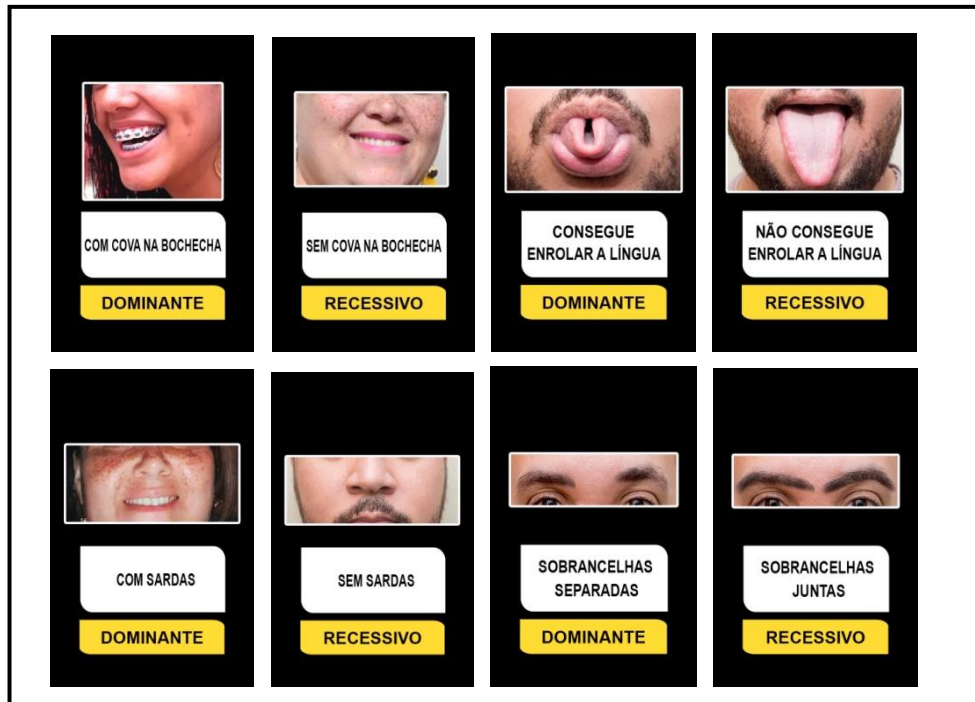 COM COVA NA BOCHECHA
DOMINANTE
SEM COVA NA BOCHECHA
RECESSIVO
CONSEGUE
ENROLAR A LÍNGUA
DOMINANTE
NÃO CONSEGUE
ENROLAR A LÍNGUA
RECESSIVO
COM SARDAS
DOMINANTE
SEM SARDAS
RECESSIVO
SOBRANCELHAS
SEPARADAS
DOMINANTE
SOBRANCELHAS
JUNTAS
RECESSIVO